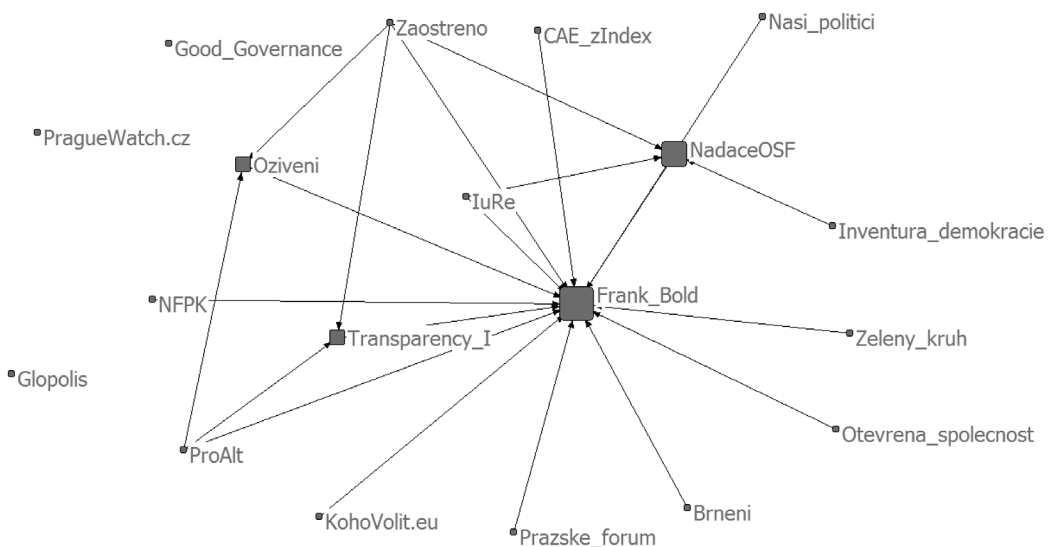 Zaostreno
CAE_zIndex
Nasi_politici
Good_Governance
PragueWatch.cz
Oziveni
NadaceOSF
IuRe
Inventura_demokracie
NFPK
Frank_Bold
Transparency_I
Zeleny_kruh
Glopolis
Otevrena_spolecnost
ProAlt
KohoVolit.eu
Brneni
Prazske_forum